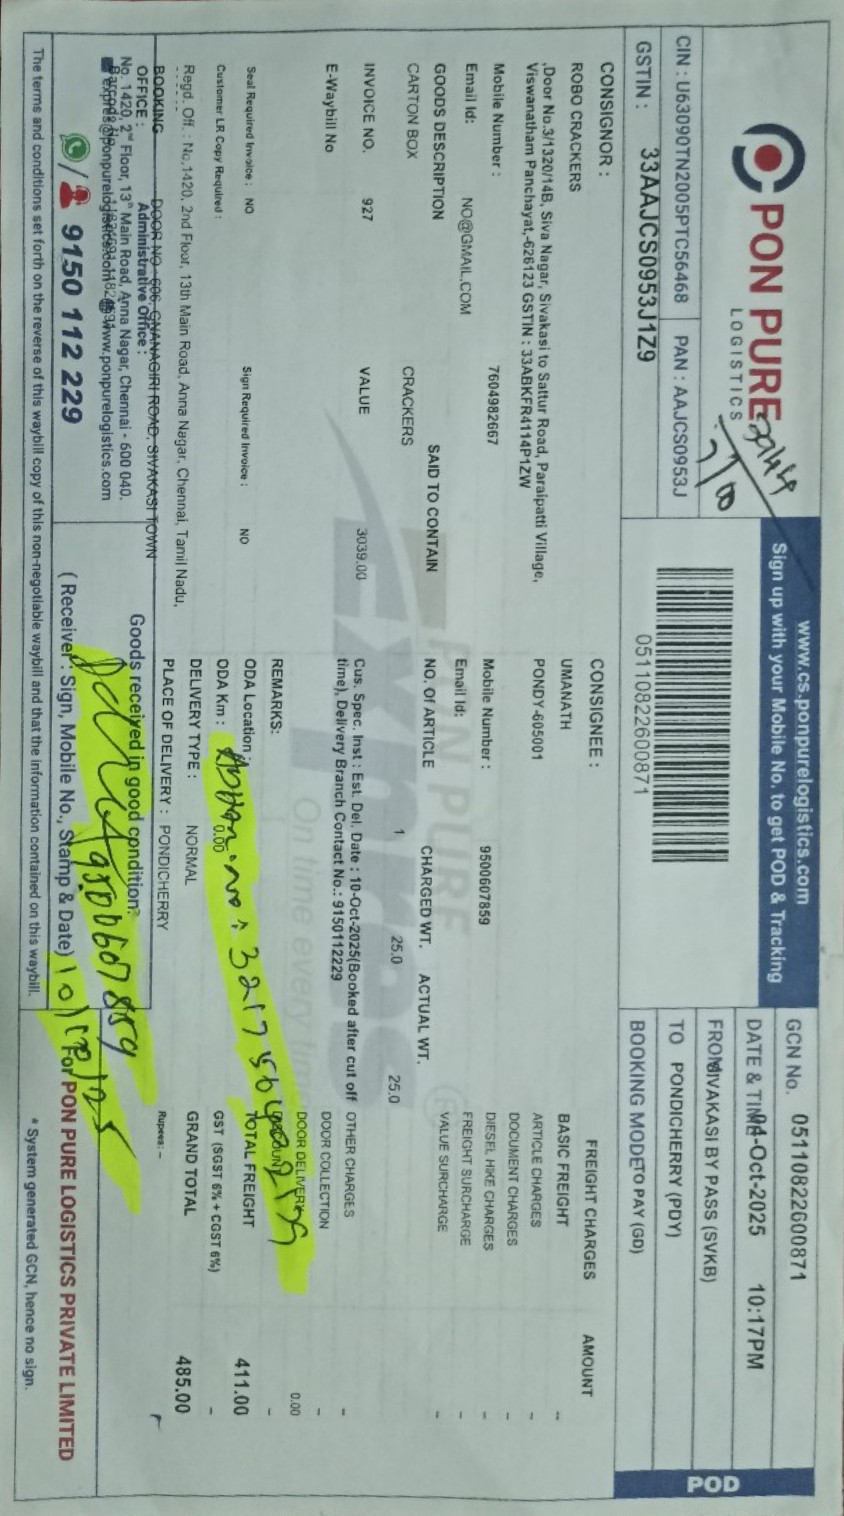 PON PURE
LOGISTICS
www.cs.ponpurelogistics.com
Sign up with your Mobile No. to get POD & Tracking
CIN : U63090TN2005PTC56468 PAN : AAJCS0953J
GSTIN : 33AAJCS0953J1Z9
05110822600871
GCN No. 05110822600871
DATE & TIME 04-Oct-2025 10:17PM
FROM SIVAKASI BY PASS (SVKB)
TO PONDICHERRY (PDY)
BOOKING MODE TO PAY (GD)
POD
CONSIGNOR :
ROBO CRACKERS
,Door No.3/1320/14B, Siva Nagar, Sivakasi to Sattur Road, Paraipatti Village,
Viswanatham Panchayat,-626123 GSTIN : 33ABKFR4114P1ZW
Mobile Number : 7604982667
Email Id: NO@GMAIL.COM
CONSIGNEE :
UMANATH
PONDY-605001
Mobile Number : 9500607859
Email Id:
GOODS DESCRIPTION SAID TO CONTAIN NO. Of ARTICLE CHARGED WT. ACTUAL WT.
CARTON BOX CRACKERS 1 25.0 25.0
INVOICE NO. 927 VALUE 3039.00
E-Waybill No
Cus. Spec. Inst : Est. Del. Date : 10-Oct-2025(Booked after cut off
time), Delivery Branch Contact No.: 9150112229
PON PURE
Express
On time every time
®
REMARKS:
Seal Required Invoice : NO Sign Required Invoice : NO
Customer LR Copy Required :
ODA Location :
ODA Km : 0.00
DELIVERY TYPE : NORMAL
PLACE OF DELIVERY : PONDICHERRY
FREIGHT CHARGES AMOUNT
BASIC FREIGHT -
ARTICLE CHARGES -
DOCUMENT CHARGES -
DIESEL HIKE CHARGES -
FREIGHT SURCHARGE -
VALUE SURCHARGE -
OTHER CHARGES -
DOOR COLLECTION -
DOOR DELIVERY 0.00
DISCOUNT -
TOTAL FREIGHT 411.00
GST (SGST 6% + CGST 6%) -
GRAND TOTAL 485.00
Rupees: -
Regd. Off. : No.1420, 2nd Floor, 13th Main Road, Anna Nagar, Chennai, Tamil Nadu,
BOOKING OFFICE : DOOR NO -606, GNANAGIRI ROAD, SIVAKASI TOWN
Administrative Office :
No. 1420, 2nd Floor, 13th Main Road, Anna Nagar, Chennai - 600 040.
www.ponpurelogistics.com
9150 112 229
Goods received in good condition
9500607859
10/10/25
( Receiver : Sign, Mobile No., Stamp & Date)
For PON PURE LOGISTICS PRIVATE LIMITED
The terms and conditions set forth on the reverse of this waybill copy of this non-negotiable waybill and that the information contained on this waybill.
* System generated GCN, hence no sign.